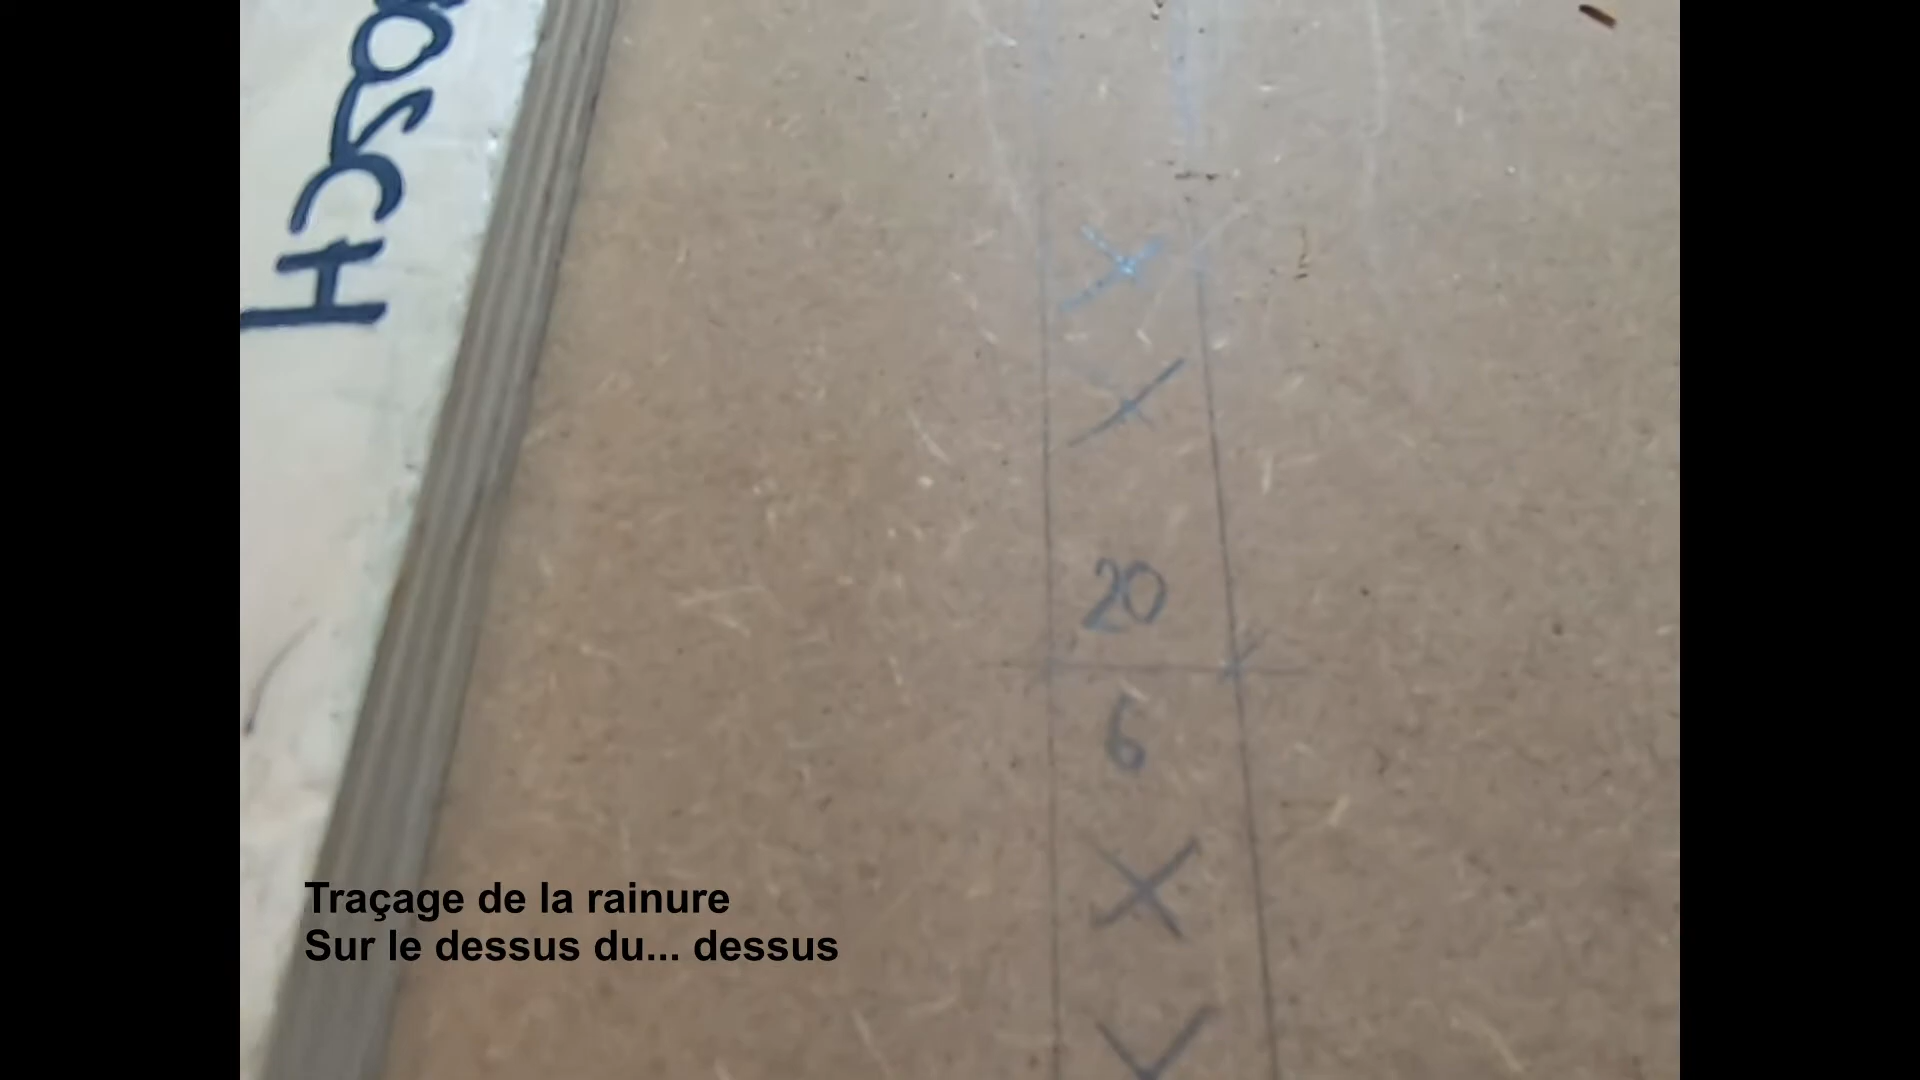 OSCH
X
X
20
6
X
X
Traçage de la rainure
Sur le dessus du... dessus